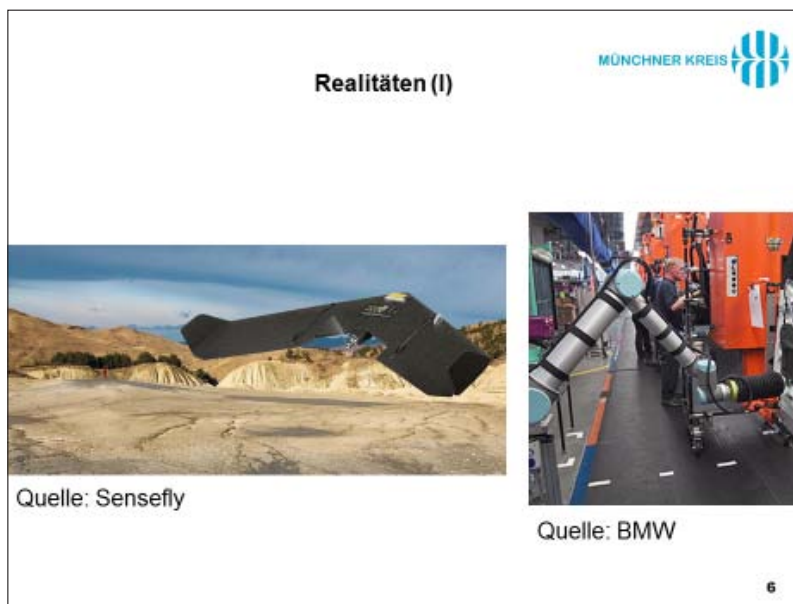 MÜNCHNER KREIS
Realitäten (I)
Quelle: Sensefly
Quelle: BMW
6